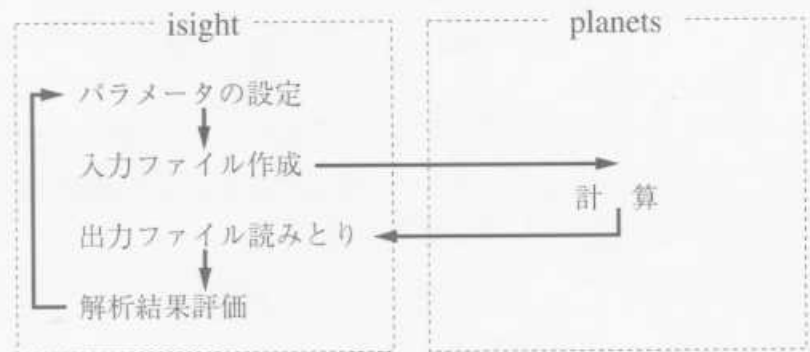 isight
パラメータの設定
入力ファイル作成
出力ファイル読みとり
解析結果評価
planets
計 算